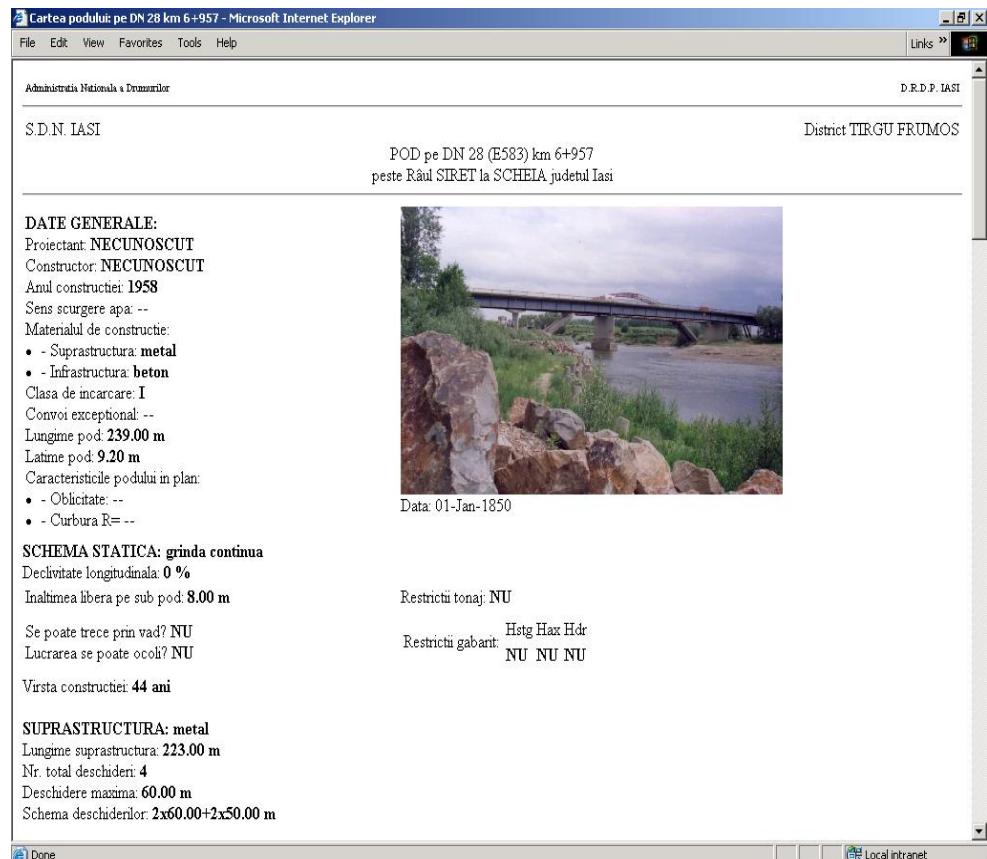 Cartea podului: pe DN 28 km 6+957 - Microsoft Internet Explorer
File Edit View Favorites Tools Help
Links »
Administratia Nationala a Drumurilor
D.R.D.P. IASI
S.D.N. IASI
District TIRGU FRUMOS
POD pe DN 28 (E583) km 6+957
peste Râul SIRET la SCHEIA judetul Iasi
DATE GENERALE:
Proiectant: NECUNOSCUT
Constructor: NECUNOSCUT
Anul constructiei: 1958
Sens scurgere apa: --
Materialul de constructie:
• - Suprastructura: metal
• - Infrastructura: beton
Clasa de incarcare: I
Convoi exceptional: --
Lungime pod: 239.00 m
Latime pod: 9.20 m
Caracteristicile podului in plan:
• - Oblicitate: --
• - Curbura R= --
Data: 01-Jan-1850
SCHEMA STATICA: grinda continua
Declivitate longitudinala: 0 %
Inaltimea libera pe sub pod: 8.00 m
Restrictii tonaj: NU
Se poate trece prin vad? NU
Lucrarea se poate ocoli? NU
Restrictii gabarit:
Hstg Hax Hdr
NU NU NU
Virsta constructiei: 44 ani
SUPRASTRUCTURA: metal
Lungime suprastructura: 223.00 m
Nr. total deschideri: 4
Deschidere maxima: 60.00 m
Schema deschiderilor: 2x60.00+2x50.00 m
Done
Local intranet